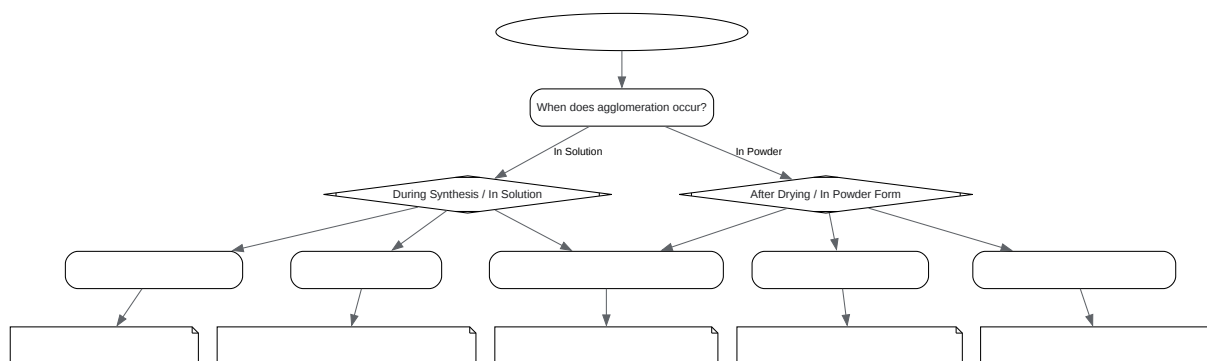 When does agglomeration occur?
In Solution
In Powder
During Synthesis / In Solution
After Drying / In Powder Form